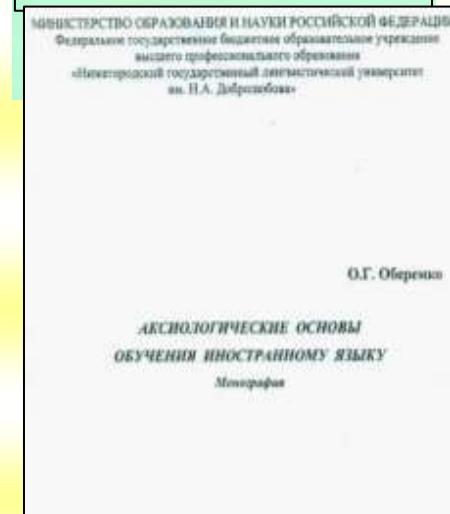 МИНИСТЕРСТВО ОБРАЗОВАНИЯ И НАУКИ РОССИЙСКОЙ ФЕДЕРАЦИИ
Федеральное государственное бюджетное образовательное учреждение
высшего профессионального образования
«Нижегородский государственный лингвистический университет
им. Н.А. Добролюбова»
О.Г. Оберемко
АКСИОЛОГИЧЕСКИЕ ОСНОВЫ
ОБУЧЕНИЯ ИНОСТРАННОМУ ЯЗЫКУ
Монография